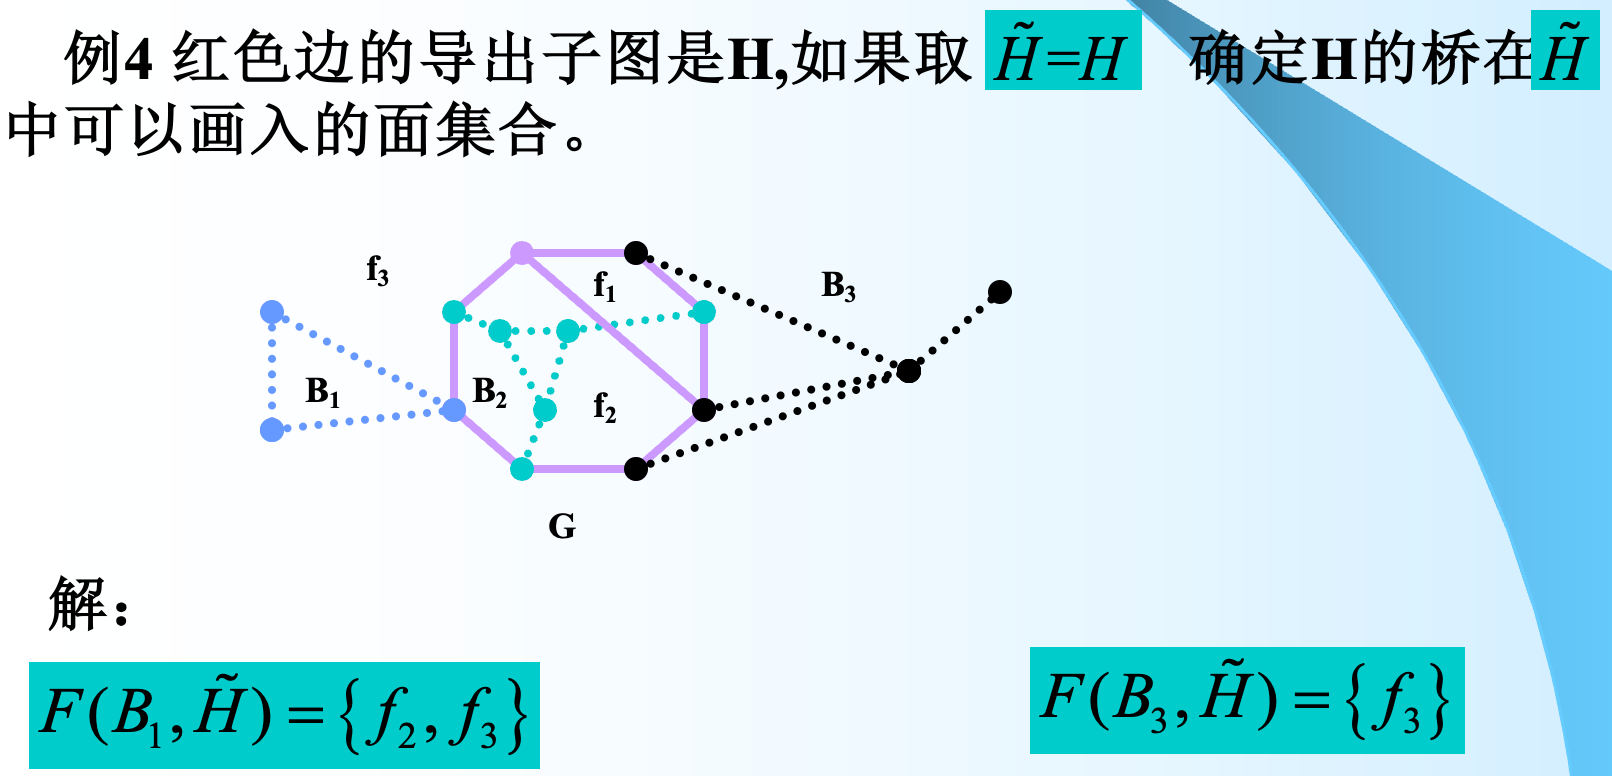 例4 红色边的导出子图是H,如果取 H̃=H 确定H的桥在H̃
中可以画入的面集合。
f₃
f₁
B₃
B₁
B₂
f₂
G
解：
F(B₁,H̃)={f₂,f₃}
F(B₃,H̃)={f₃}